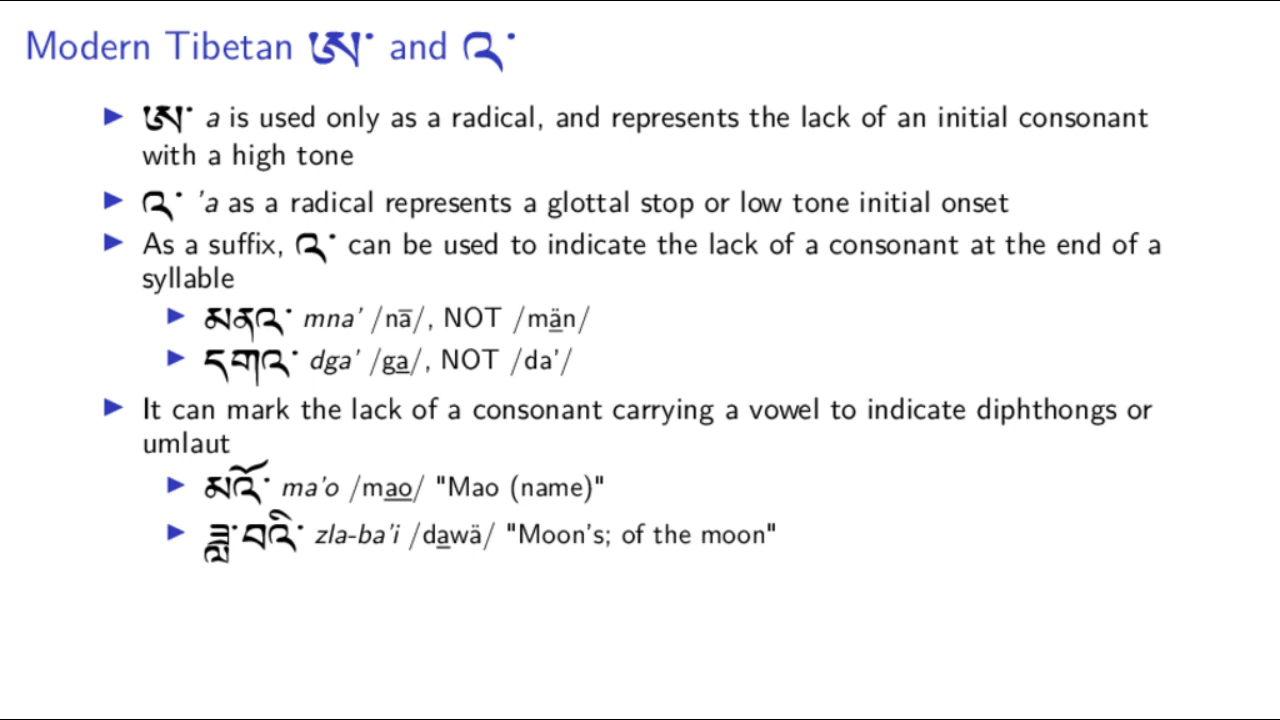 Modern Tibetan ཨ་ and འ་
▶ ཨ་ a is used only as a radical, and represents the lack of an initial consonant
with a high tone
▶ འ་ 'a as a radical represents a glottal stop or low tone initial onset
▶ As a suffix, འ་ can be used to indicate the lack of a consonant at the end of a
syllable
▶ མནའ་ mna' /nā/, NOT /mä̱n/
▶ དགའ་ dga' /ga̱/, NOT /da'/
▶ It can mark the lack of a consonant carrying a vowel to indicate diphthongs or
umlaut
▶ མའོ་ ma'o /ma̱o̱/ "Mao (name)"
▶ ཟླ་བའི་ zla-ba'i /da̱wä/ "Moon's; of the moon"